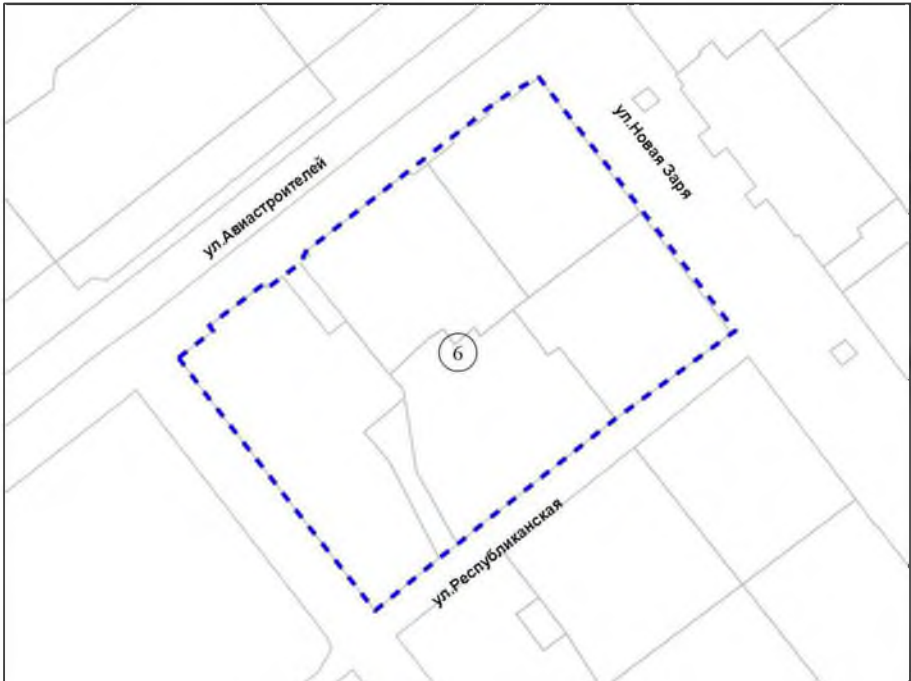 ул.Новая Заря
ул.Авиастроителей
6
ул.Республиканская